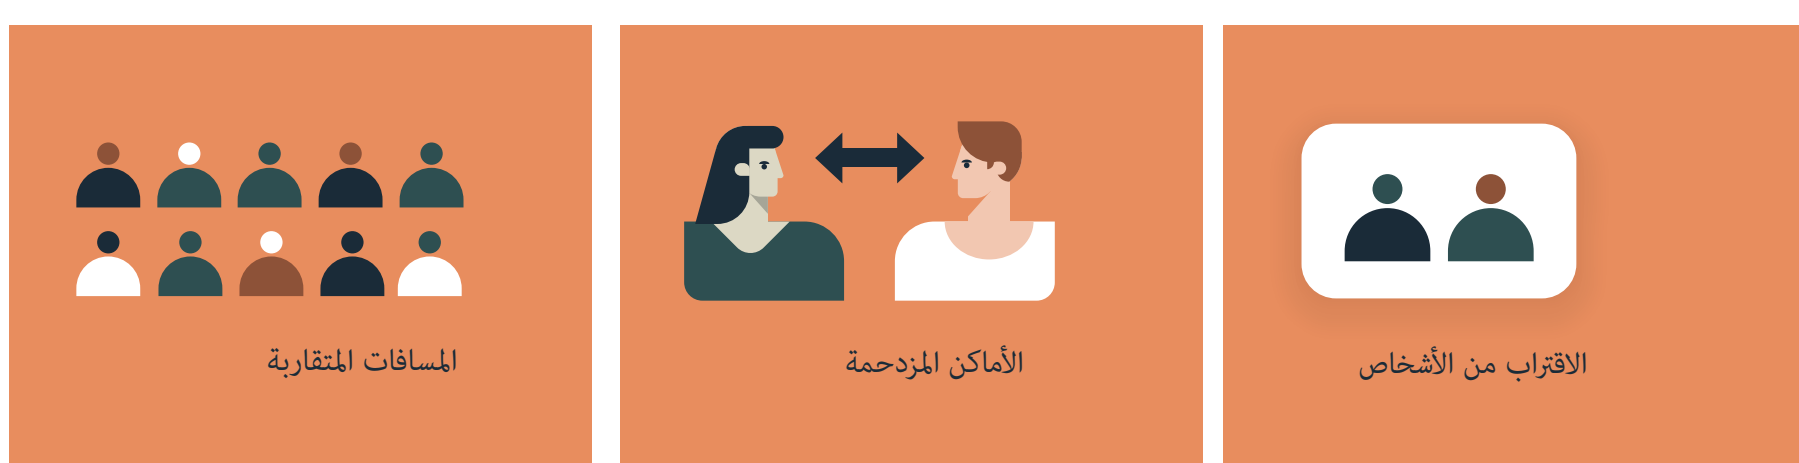 الاقتراب من الأشخاص
الأماكن المزدحمة
المسافات المتقاربة